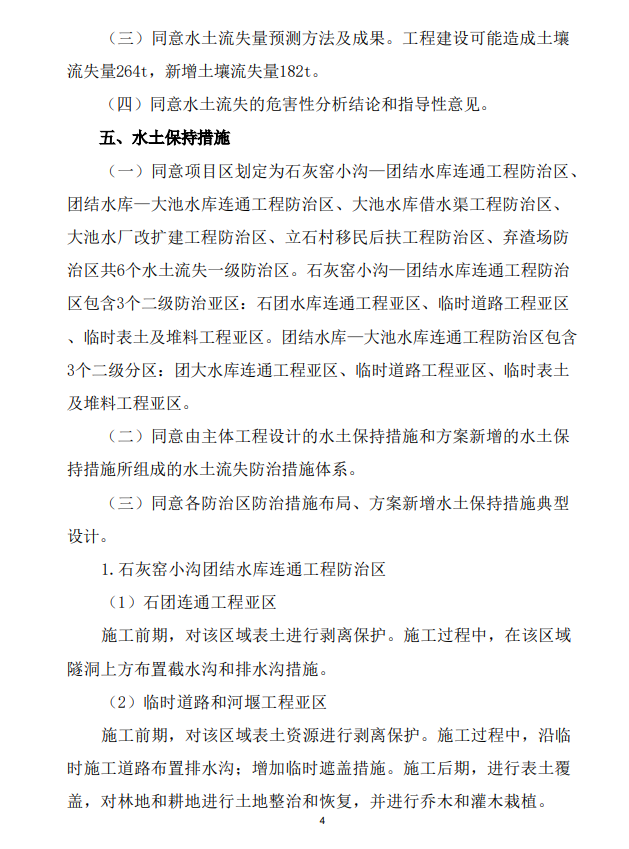 （三）同意水土流失量预测方法及成果。工程建设可能造成土壤
流失量264t，新增土壤流失量182t。
（四）同意水土流失的危害性分析结论和指导性意见。
五、水土保持措施
（一）同意项目区划定为石灰窑小沟—团结水库连通工程防治区、
团结水库—大池水库连通工程防治区、大池水库借水渠工程防治区、
大池水厂改扩建工程防治区、立石村移民后扶工程防治区、弃渣场防
治区共6个水土流失一级防治区。石灰窑小沟—团结水库连通工程防治
区包含3个二级防治亚区：石团水库连通工程亚区、临时道路工程亚区
、临时表土及堆料工程亚区。团结水库—大池水库连通工程防治区包含
3个二级分区：团大水库连通工程亚区、临时道路工程亚区、临时表土
及堆料工程亚区。
（二）同意由主体工程设计的水土保持措施和方案新增的水土保
持措施所组成的水土流失防治措施体系。
（三）同意各防治区防治措施布局、方案新增水土保持措施典型
设计。
1.石灰窑小沟团结水库连通工程防治区
（1）石团连通工程亚区
施工前期，对该区域表土进行剥离保护。施工过程中，在该区域
隧洞上方布置截水沟和排水沟措施。
（2）临时道路和河堰工程亚区
施工前期，对该区域表土资源进行剥离保护。施工过程中，沿临
时施工道路布置排水沟；增加临时遮盖措施。施工后期，进行表土覆
盖，对林地和耕地进行土地整治和恢复，并进行乔木和灌木栽植。
4